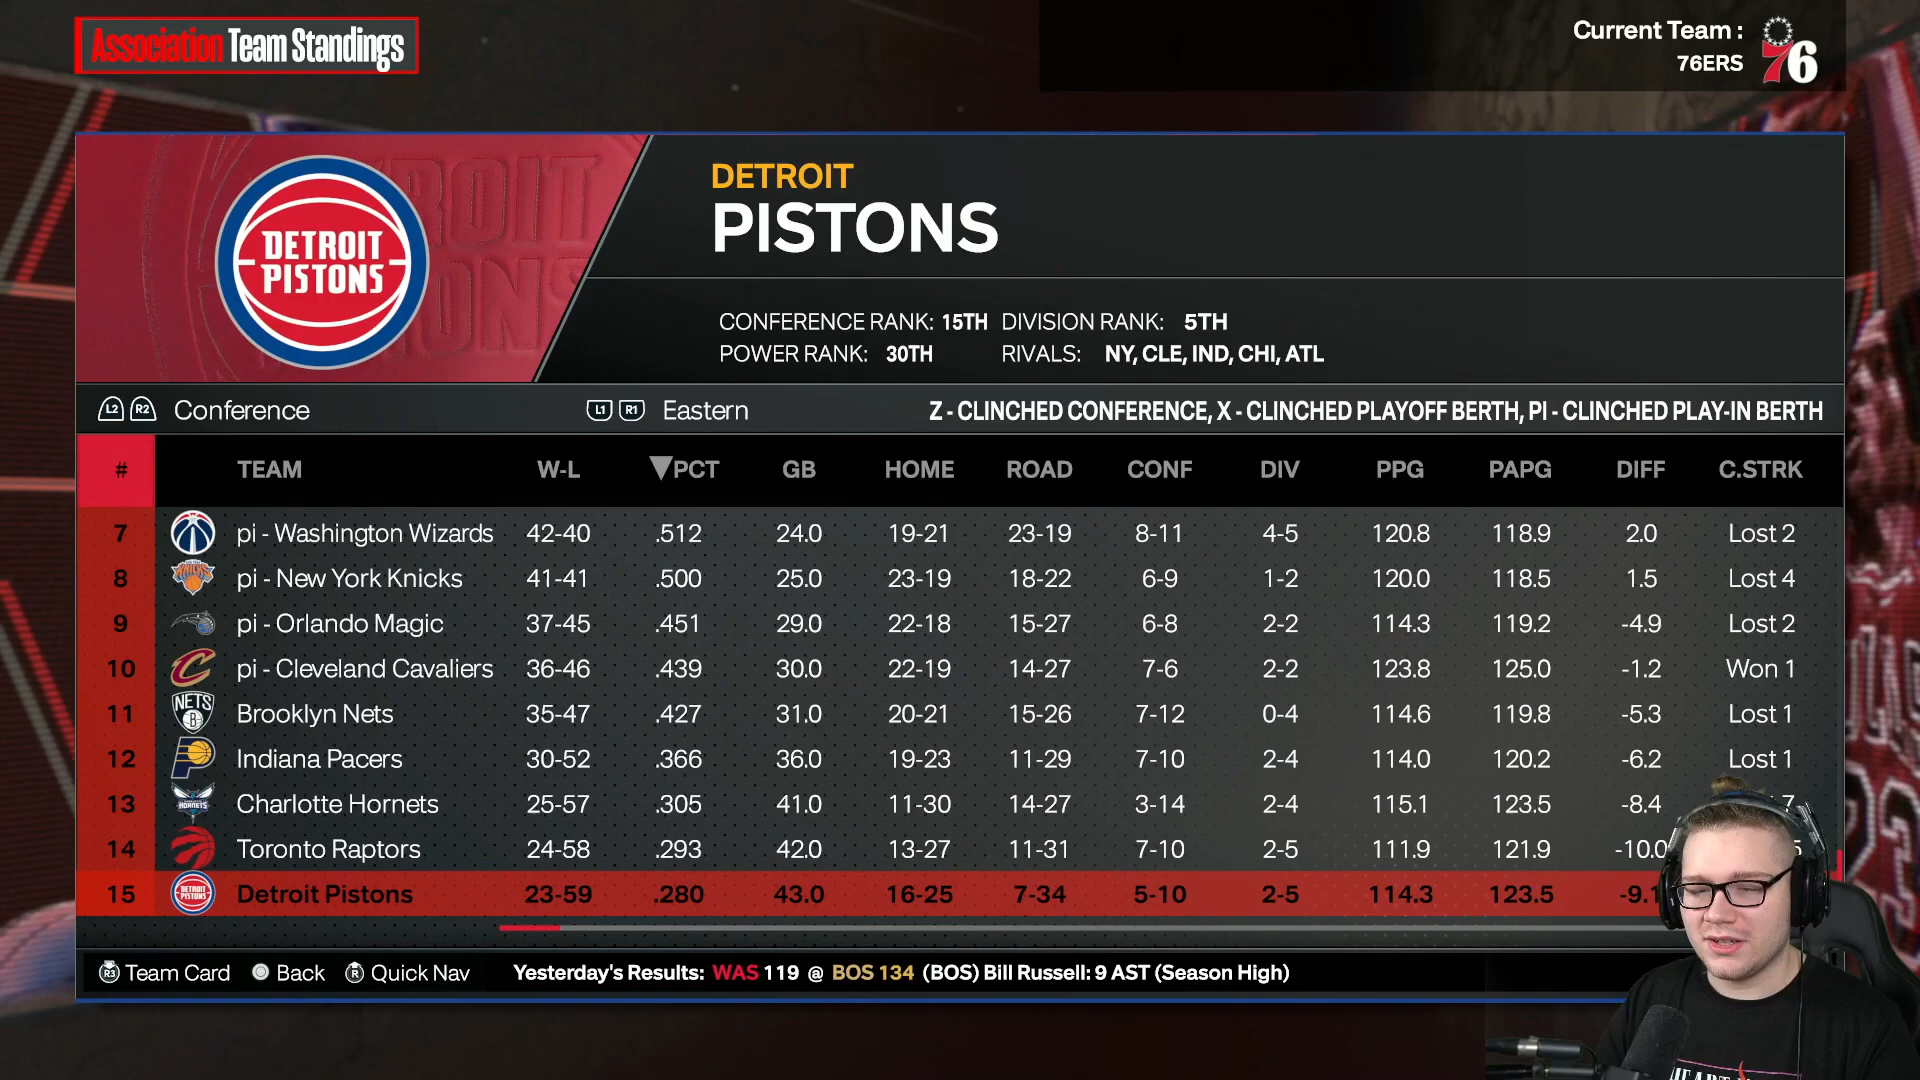 Association Team Standings
Current Team :
76ERS
76
DETROIT
PISTONS
DETROIT
PISTONS
CONFERENCE RANK: 15TH DIVISION RANK: 5TH
POWER RANK: 30TH RIVALS: NY, CLE, IND, CHI, ATL
L2 R2 Conference L1 R1 Eastern Z - CLINCHED CONFERENCE, X - CLINCHED PLAYOFF BERTH, PI - CLINCHED PLAY-IN BERTH
# TEAM W-L ▼PCT GB HOME ROAD CONF DIV PPG PAPG DIFF C.STRK
7 pi - Washington Wizards 42-40 .512 24.0 19-21 23-19 8-11 4-5 120.8 118.9 2.0 Lost 2
8 pi - New York Knicks 41-41 .500 25.0 23-19 18-22 6-9 1-2 120.0 118.5 1.5 Lost 4
9 pi - Orlando Magic 37-45 .451 29.0 22-18 15-27 6-8 2-2 114.3 119.2 -4.9 Lost 2
10 pi - Cleveland Cavaliers 36-46 .439 30.0 22-19 14-27 7-6 2-2 123.8 125.0 -1.2 Won 1
11 Brooklyn Nets 35-47 .427 31.0 20-21 15-26 7-12 0-4 114.6 119.8 -5.3 Lost 1
12 Indiana Pacers 30-52 .366 36.0 19-23 11-29 7-10 2-4 114.0 120.2 -6.2 Lost 1
13 Charlotte Hornets 25-57 .305 41.0 11-30 14-27 3-14 2-4 115.1 123.5 -8.4 7
14 Toronto Raptors 24-58 .293 42.0 13-27 11-31 7-10 2-5 111.9 121.9 -10.0 5
15 Detroit Pistons 23-59 .280 43.0 16-25 7-34 5-10 2-5 114.3 123.5 -9.1
R3 Team Card Back R Quick Nav Yesterday's Results: WAS 119 @ BOS 134 (BOS) Bill Russell: 9 AST (Season High)